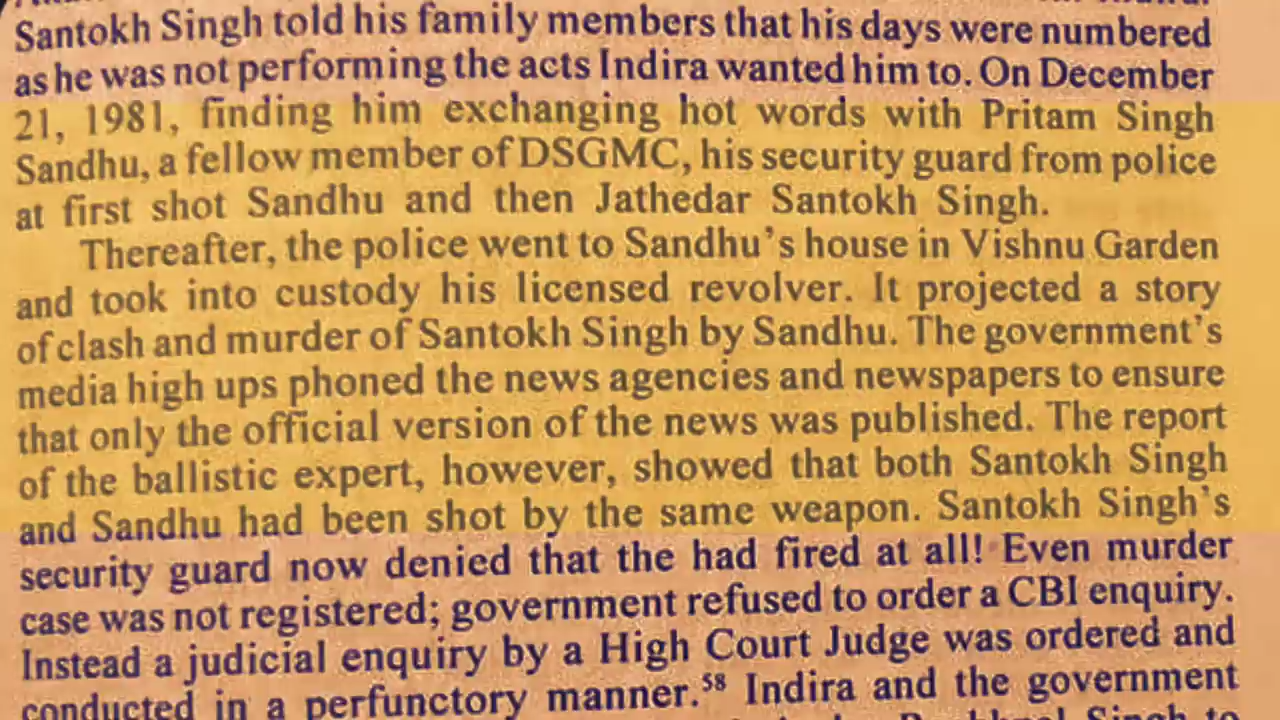 Santokh Singh told his family members that his days were numbered
as he was not performing the acts Indira wanted him to. On December
21, 1981, finding him exchanging hot words with Pritam Singh
Sandhu, a fellow member of DSGMC, his security guard from police
at first shot Sandhu and then Jathedar Santokh Singh.
Thereafter, the police went to Sandhu's house in Vishnu Garden
and took into custody his licensed revolver. It projected a story
of clash and murder of Santokh Singh by Sandhu. The government's
media high ups phoned the news agencies and newspapers to ensure
that only the official version of the news was published. The report
of the ballistic expert, however, showed that both Santokh Singh
and Sandhu had been shot by the same weapon. Santokh Singh's
security guard now denied that the had fired at all! Even murder
case was not registered; government refused to order a CBI enquiry.
Instead a judicial enquiry by a High Court Judge was ordered and
conducted in a perfunctory manner.58 Indira and the government
Singh to